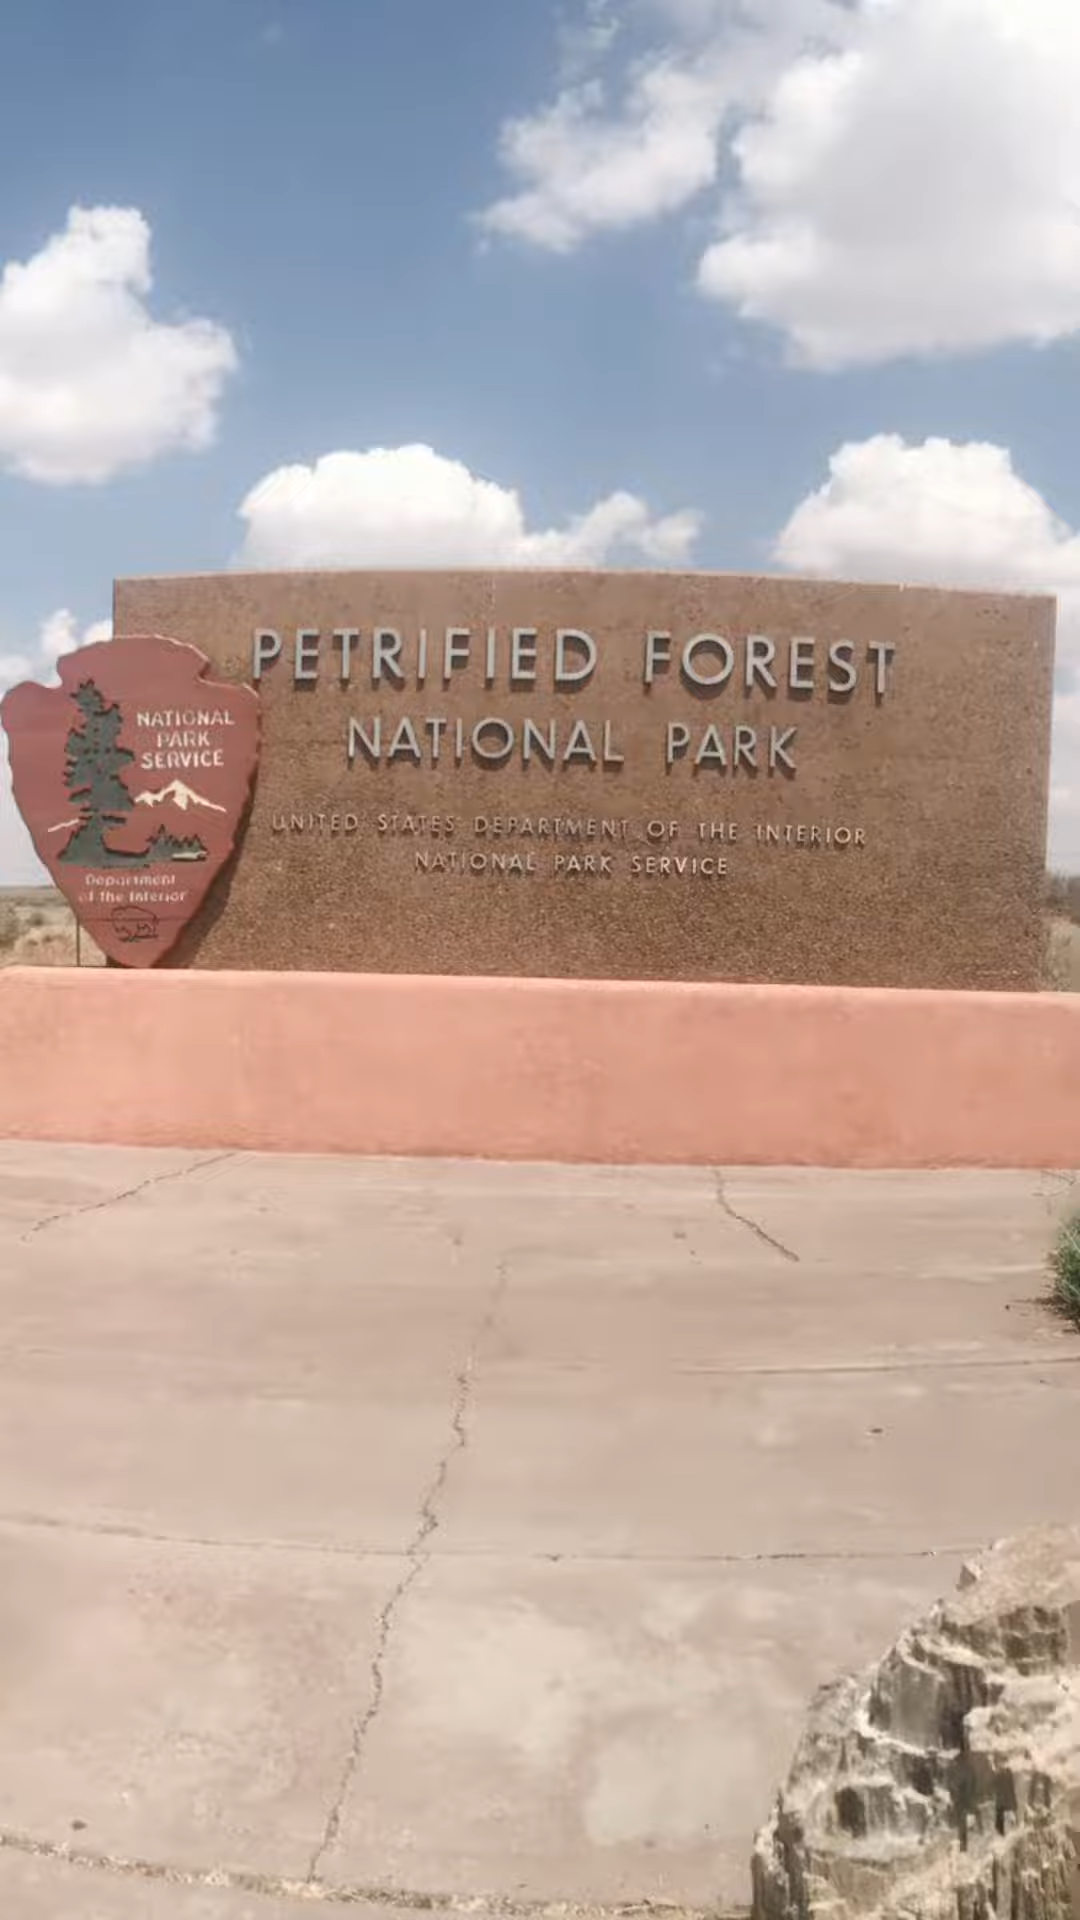 PETRIFIED FOREST
NATIONAL PARK
UNITED STATES DEPARTMENT OF THE INTERIOR
NATIONAL PARK SERVICE
NATIONAL
PARK
SERVICE
Department
of the Interior